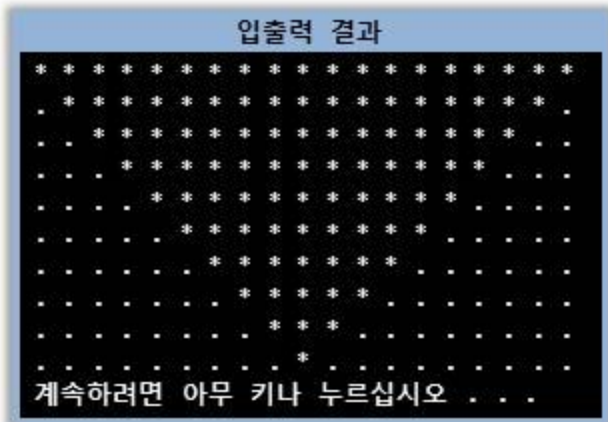 입출력 결과
* * * * * * * * * * * * * * * * * * *
. * * * * * * * * * * * * * * * * * .
. . * * * * * * * * * * * * * * * . .
. . . * * * * * * * * * * * * * . . .
. . . . * * * * * * * * * * * . . . .
. . . . . * * * * * * * * * . . . . .
. . . . . . * * * * * * * . . . . . .
. . . . . . . * * * * * . . . . . . .
. . . . . . . . * * * . . . . . . . .
. . . . . . . . . * . . . . . . . . .
계속하려면 아무 키나 누르십시오 . . .